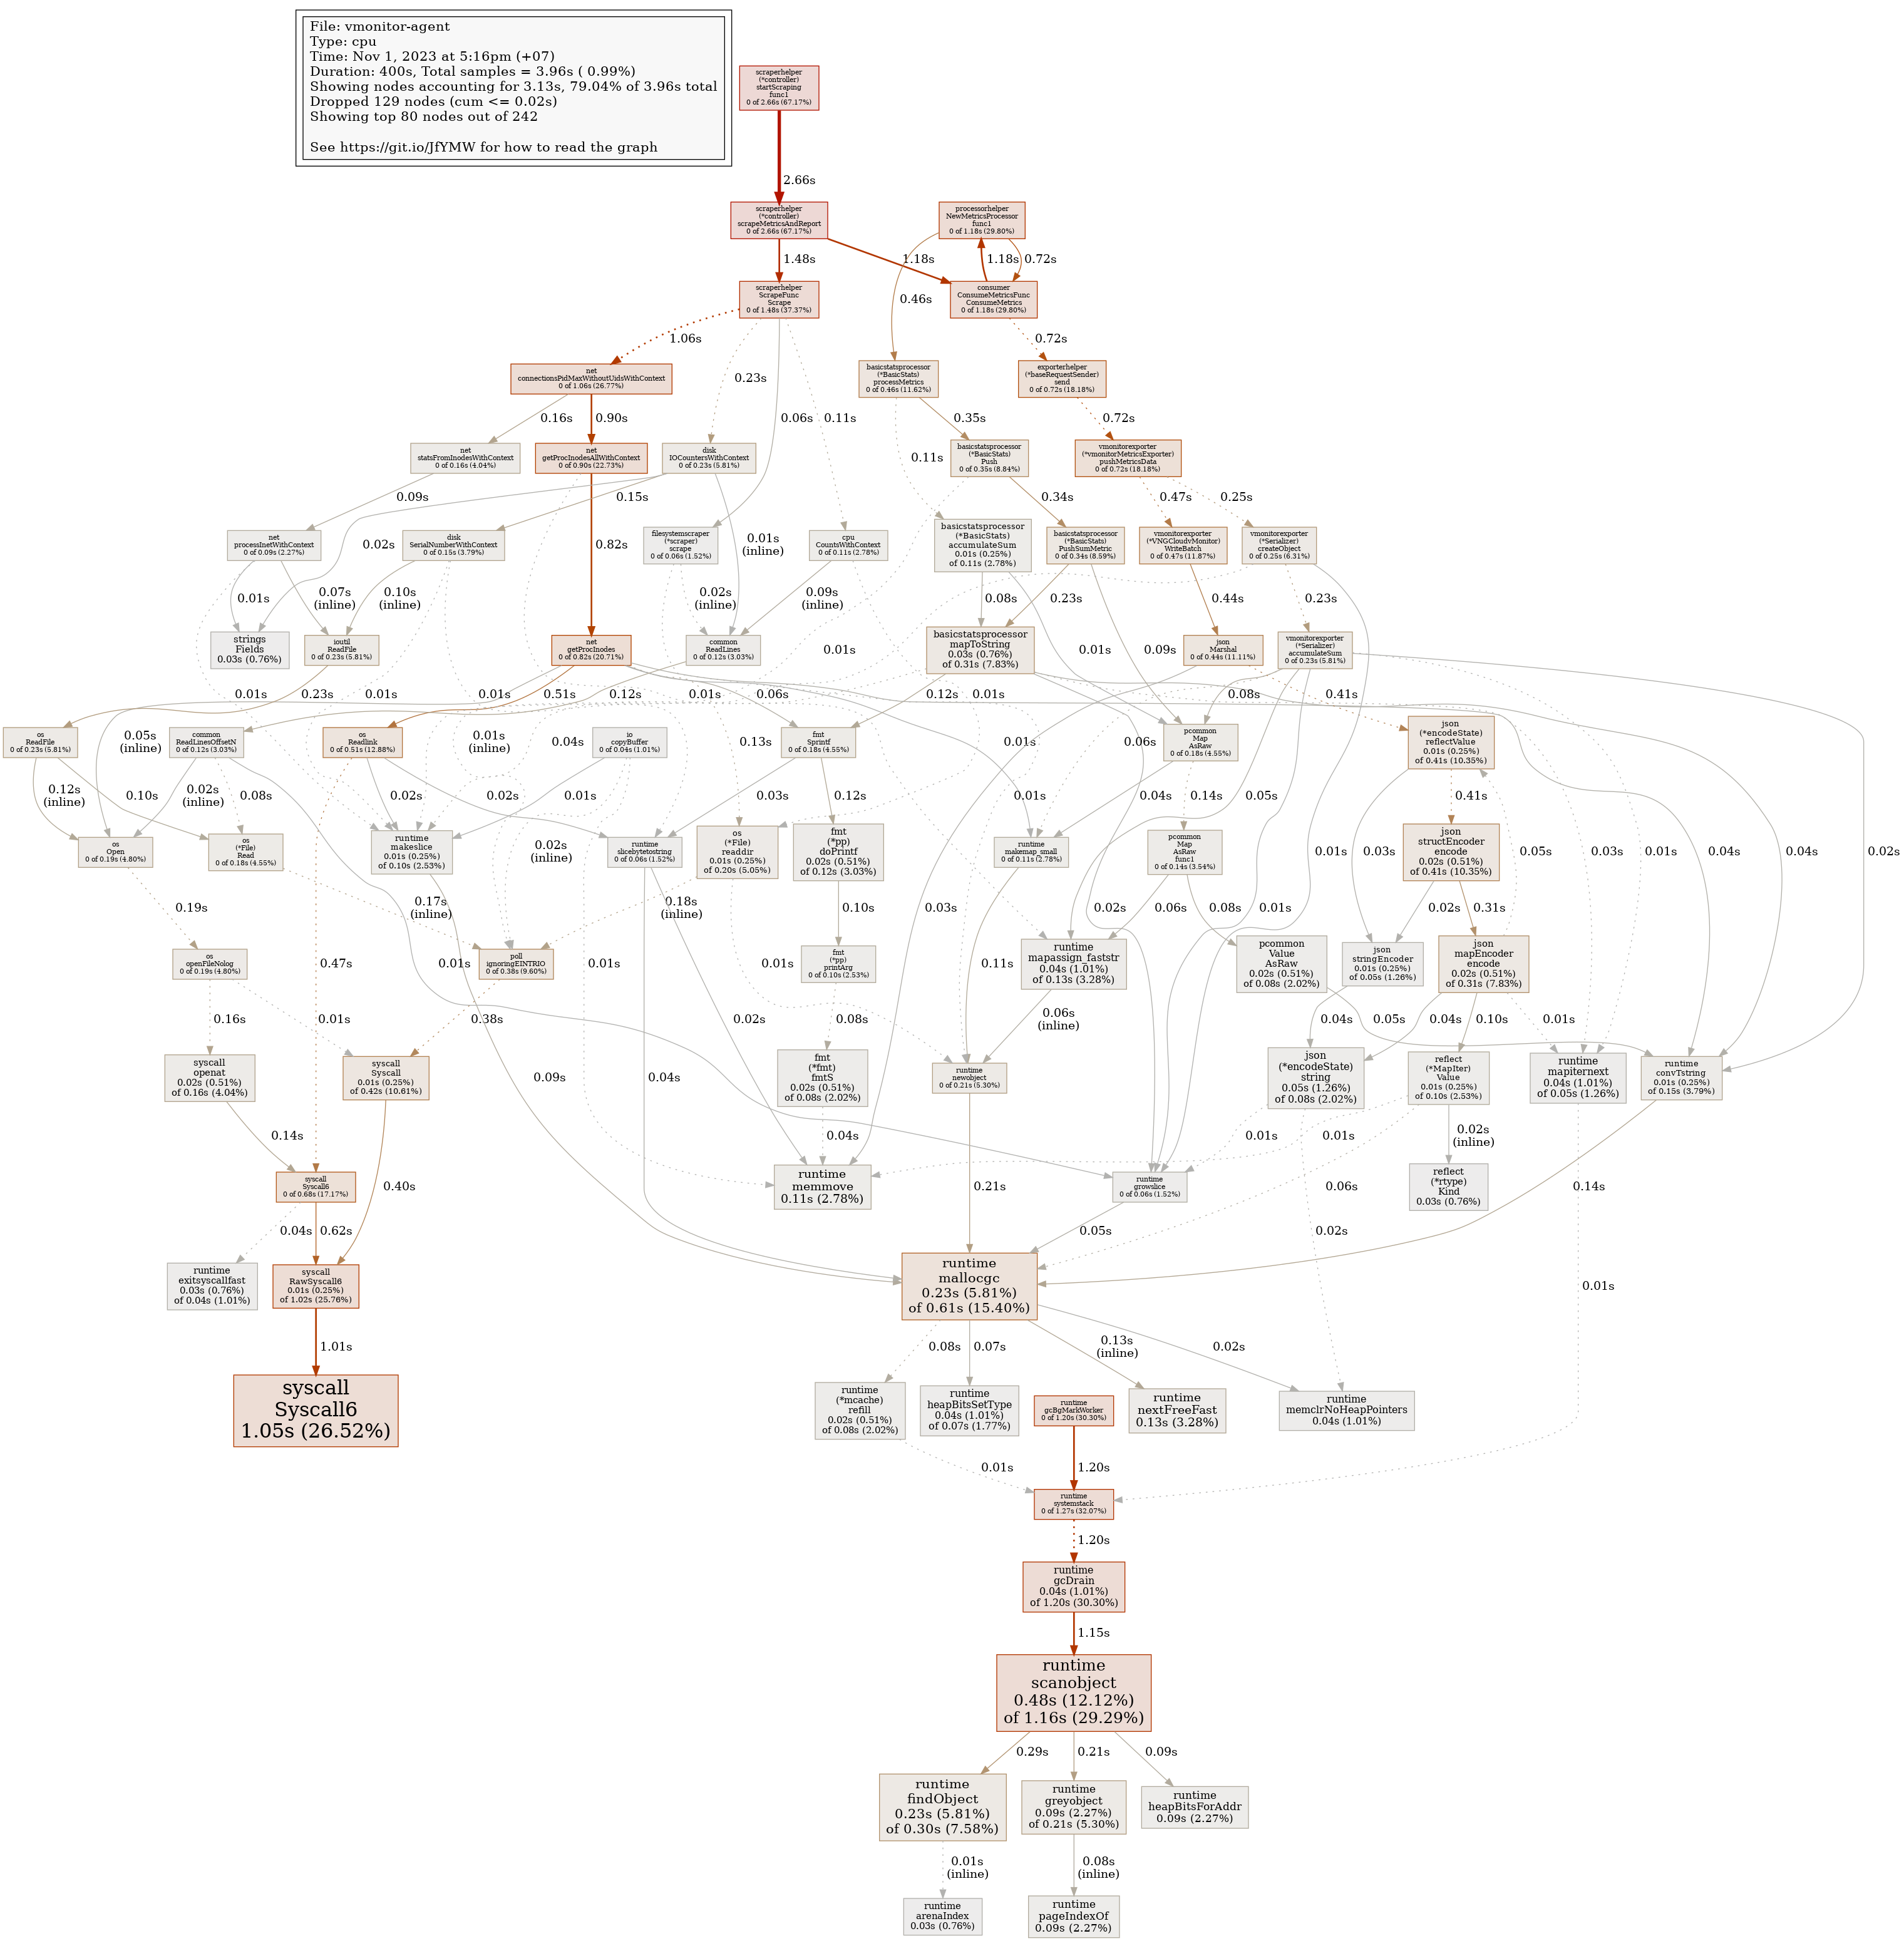 File: vmonitor-agent
Type: cpu
Time: Nov 1, 2023 at 5:16pm (+07)
Duration: 400s, Total samples = 3.96s ( 0.99%)
Showing nodes accounting for 3.13s, 79.04% of 3.96s total
Dropped 129 nodes (cum <= 0.02s)
Showing top 80 nodes out of 242
See https://git.io/JfYMW for how to read the graph
scraperhelper
(*controller)
startScraping
func1
0 of 2.66s (67.17%)
2.66s
scraperhelper
(*controller)
scrapeMetricsAndReport
0 of 2.66s (67.17%)
processorhelper
NewMetricsProcessor
func1
0 of 1.18s (29.80%)
1.48s
1.18s
1.18s
0.72s
0.46s
scraperhelper
ScrapeFunc
Scrape
0 of 1.48s (37.37%)
consumer
ConsumeMetricsFunc
ConsumeMetrics
0 of 1.18s (29.80%)
1.06s
0.23s
0.06s
0.11s
0.72s
net
connectionsPidMaxWithoutUidsWithContext
0 of 1.06s (26.77%)
basicstatsprocessor
(*BasicStats)
processMetrics
0 of 0.46s (11.62%)
exporterhelper
(*baseRequestSender)
send
0 of 0.72s (18.18%)
0.16s
0.90s
0.11s
0.35s
0.72s
net
statsFromInodesWithContext
0 of 0.16s (4.04%)
net
getProcInodesAllWithContext
0 of 0.90s (22.73%)
disk
IOCountersWithContext
0 of 0.23s (5.81%)
basicstatsprocessor
(*BasicStats)
Push
0 of 0.35s (8.84%)
vmonitorexporter
(*vmonitorMetricsExporter)
pushMetricsData
0 of 0.72s (18.18%)
0.09s
0.02s
0.15s
0.82s
0.01s
(inline)
0.34s
0.47s
0.25s
net
processInetWithContext
0 of 0.09s (2.27%)
disk
SerialNumberWithContext
0 of 0.15s (3.79%)
filesystemscraper
(*scraper)
scrape
0 of 0.06s (1.52%)
cpu
CountsWithContext
0 of 0.11s (2.78%)
basicstatsprocessor
(*BasicStats)
accumulateSum
0.01s (0.25%)
of 0.11s (2.78%)
basicstatsprocessor
(*BasicStats)
PushSumMetric
0 of 0.34s (8.59%)
vmonitorexporter
(*VNGCloudvMonitor)
WriteBatch
0 of 0.47s (11.87%)
vmonitorexporter
(*Serializer)
createObject
0 of 0.25s (6.31%)
0.01s
0.07s
(inline)
0.10s
(inline)
0.02s
(inline)
0.09s
(inline)
0.08s
0.23s
0.44s
0.23s
strings
Fields
0.03s (0.76%)
ioutil
ReadFile
0 of 0.23s (5.81%)
net
getProcInodes
0 of 0.82s (20.71%)
common
ReadLines
0 of 0.12s (3.03%)
basicstatsprocessor
mapToString
0.03s (0.76%)
of 0.31s (7.83%)
json
Marshal
0 of 0.44s (11.11%)
vmonitorexporter
(*Serializer)
accumulateSum
0 of 0.23s (5.81%)
0.01s
0.01s
0.09s
0.23s
0.01s
0.01s
0.01s
0.51s
0.12s
0.01s
0.06s
0.01s
0.12s
0.08s
0.41s
os
ReadFile
0 of 0.23s (5.81%)
common
ReadLinesOffsetN
0 of 0.12s (3.03%)
os
Readlink
0 of 0.51s (12.88%)
io
copyBuffer
0 of 0.04s (1.01%)
fmt
Sprintf
0 of 0.18s (4.55%)
pcommon
Map
AsRaw
0 of 0.18s (4.55%)
json
(*encodeState)
reflectValue
0.01s (0.25%)
of 0.41s (10.35%)
0.05s
(inline)
0.01s
(inline)
0.04s
0.13s
0.01s
0.06s
0.12s
(inline)
0.10s
0.02s
(inline)
0.08s
0.02s
0.02s
0.01s
0.03s
0.12s
0.01s
0.04s
0.14s
0.05s
0.41s
0.03s
0.05s
0.03s
0.01s
0.01s
0.04s
0.04s
0.02s
os
Open
0 of 0.19s (4.80%)
os
(*File)
Read
0 of 0.18s (4.55%)
runtime
makeslice
0.01s (0.25%)
of 0.10s (2.53%)
0.02s
(inline)
runtime
slicebytetostring
0 of 0.06s (1.52%)
os
(*File)
readdir
0.01s (0.25%)
of 0.20s (5.05%)
fmt
(*pp)
doPrintf
0.02s (0.51%)
of 0.12s (3.03%)
runtime
makemap_small
0 of 0.11s (2.78%)
pcommon
Map
AsRaw
func1
0 of 0.14s (3.54%)
json
structEncoder
encode
0.02s (0.51%)
of 0.41s (10.35%)
0.19s
0.17s
(inline)
0.18s
(inline)
0.10s
0.03s
0.02s
0.06s
0.08s
0.01s
0.02s
0.31s
os
openFileNolog
0 of 0.19s (4.80%)
0.47s
0.01s
poll
ignoringEINTRIO
0 of 0.38s (9.60%)
0.01s
0.01s
fmt
(*pp)
printArg
0 of 0.10s (2.53%)
0.11s
runtime
mapassign_faststr
0.04s (1.01%)
of 0.13s (3.28%)
pcommon
Value
AsRaw
0.02s (0.51%)
of 0.08s (2.02%)
json
stringEncoder
0.01s (0.25%)
of 0.05s (1.26%)
json
mapEncoder
encode
0.02s (0.51%)
of 0.31s (7.83%)
0.16s
0.01s
0.38s
0.02s
0.08s
0.06s
(inline)
0.05s
0.04s
0.04s
0.10s
0.01s
syscall
openat
0.02s (0.51%)
of 0.16s (4.04%)
syscall
Syscall
0.01s (0.25%)
of 0.42s (10.61%)
0.09s
0.04s
fmt
(*fmt)
fmtS
0.02s (0.51%)
of 0.08s (2.02%)
runtime
newobject
0 of 0.21s (5.30%)
json
(*encodeState)
string
0.05s (1.26%)
of 0.08s (2.02%)
reflect
(*MapIter)
Value
0.01s (0.25%)
of 0.10s (2.53%)
runtime
mapiternext
0.04s (1.01%)
of 0.05s (1.26%)
runtime
convTstring
0.01s (0.25%)
of 0.15s (3.79%)
0.14s
0.04s
0.01s
0.01s
0.02s
(inline)
syscall
Syscall6
0 of 0.68s (17.17%)
0.40s
runtime
memmove
0.11s (2.78%)
0.21s
runtime
growslice
0 of 0.06s (1.52%)
0.06s
reflect
(*rtype)
Kind
0.03s (0.76%)
0.14s
0.04s
0.62s
0.05s
0.02s
runtime
exitsyscallfast
0.03s (0.76%)
of 0.04s (1.01%)
syscall
RawSyscall6
0.01s (0.25%)
of 1.02s (25.76%)
runtime
mallocgc
0.23s (5.81%)
of 0.61s (15.40%)
0.01s
1.01s
0.08s
0.07s
0.13s
(inline)
0.02s
syscall
Syscall6
1.05s (26.52%)
runtime
(*mcache)
refill
0.02s (0.51%)
of 0.08s (2.02%)
runtime
heapBitsSetType
0.04s (1.01%)
of 0.07s (1.77%)
runtime
gcBgMarkWorker
0 of 1.20s (30.30%)
runtime
nextFreeFast
0.13s (3.28%)
runtime
memclrNoHeapPointers
0.04s (1.01%)
0.01s
1.20s
runtime
systemstack
0 of 1.27s (32.07%)
1.20s
runtime
gcDrain
0.04s (1.01%)
of 1.20s (30.30%)
1.15s
runtime
scanobject
0.48s (12.12%)
of 1.16s (29.29%)
0.29s
0.21s
0.09s
runtime
findObject
0.23s (5.81%)
of 0.30s (7.58%)
runtime
greyobject
0.09s (2.27%)
of 0.21s (5.30%)
runtime
heapBitsForAddr
0.09s (2.27%)
0.01s
(inline)
0.08s
(inline)
runtime
arenaIndex
0.03s (0.76%)
runtime
pageIndexOf
0.09s (2.27%)